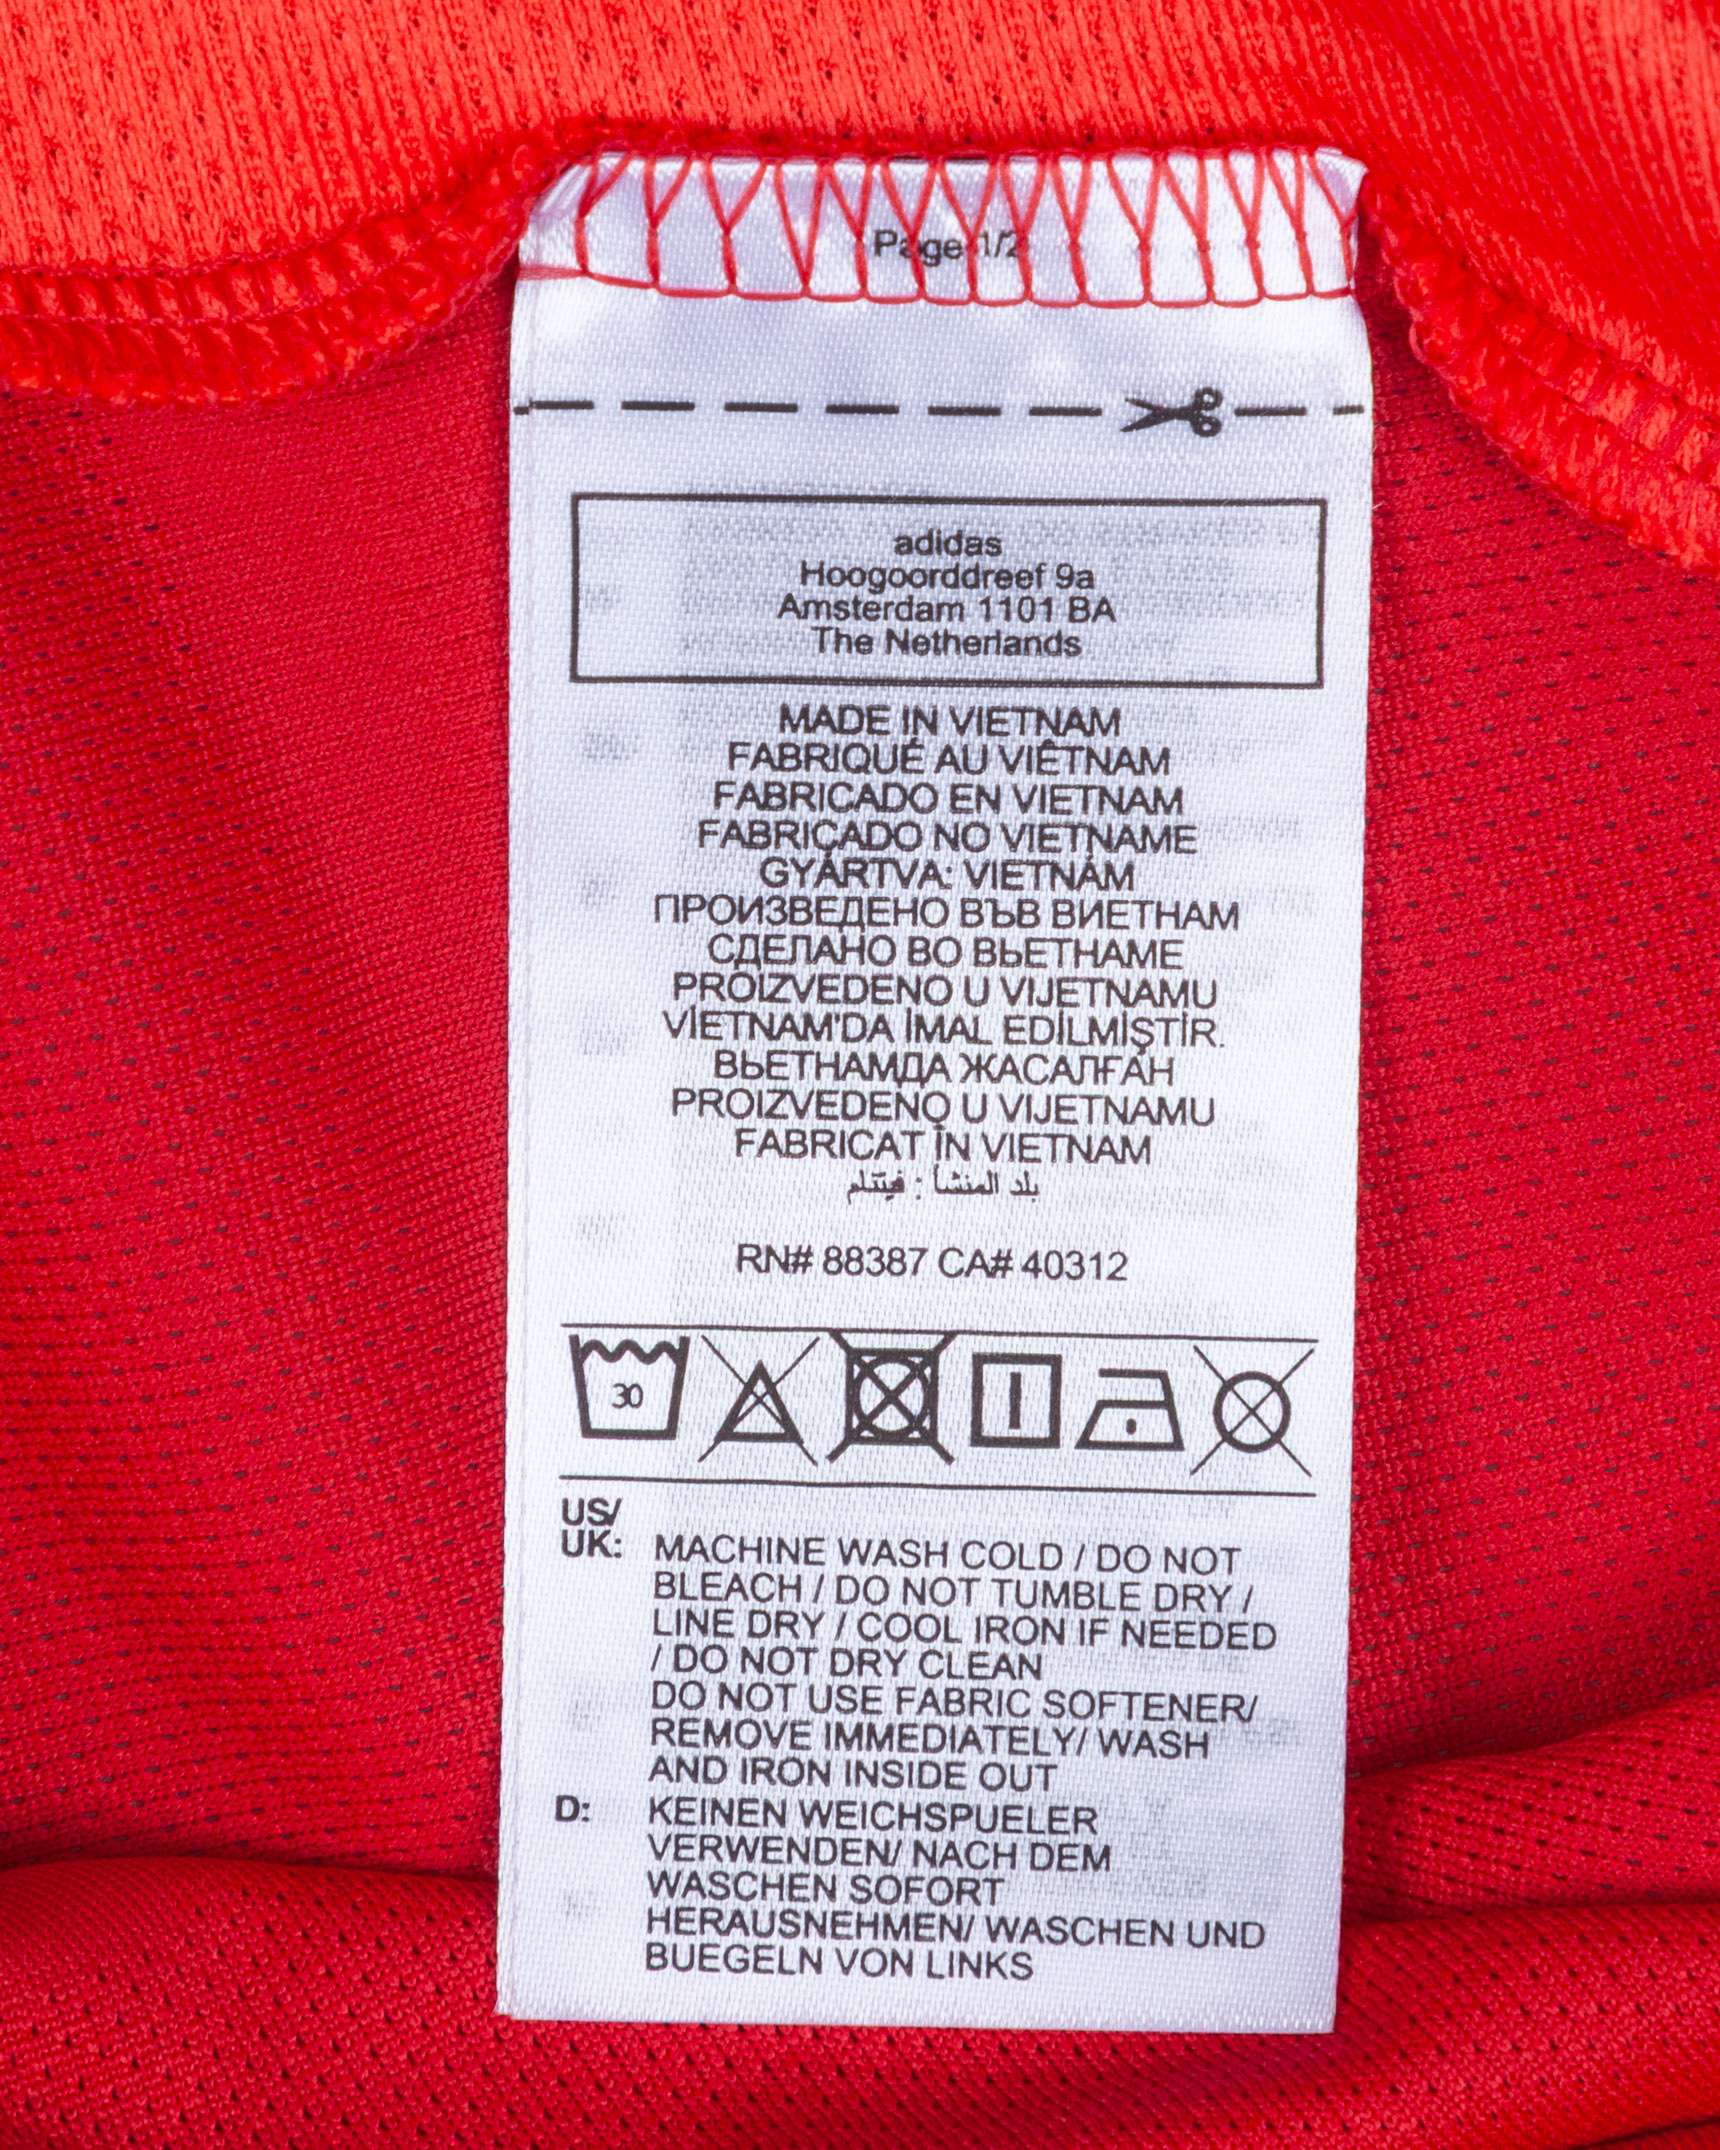 Page 1/2
adidas
Hoogoorddreef 9a
Amsterdam 1101 BA
The Netherlands
MADE IN VIETNAM
FABRIQUÉ AU VIÊTNAM
FABRICADO EN VIETNAM
FABRICADO NO VIETNAME
GYÁRTVA: VIETNÁM
ПРОИЗВЕДЕНО ВЪВ ВИЕТНАМ
СДЕЛАНО ВО ВЬЕТНАМЕ
PROIZVEDENO U VIJETNAMU
VİETNAM'DA İMAL EDİLMİŞTİR.
ВЬЕТНАМДА ЖАСАЛҒАН
PROIZVEDENO U VIJETNAMU
FABRICAT ÎN VIETNAM
بلد المنشأ : فيتنام
RN# 88387 CA# 40312
30
US/
UK: MACHINE WASH COLD / DO NOT
BLEACH / DO NOT TUMBLE DRY /
LINE DRY / COOL IRON IF NEEDED
/ DO NOT DRY CLEAN
DO NOT USE FABRIC SOFTENER/
REMOVE IMMEDIATELY/ WASH
AND IRON INSIDE OUT
D: KEINEN WEICHSPUELER
VERWENDEN/ NACH DEM
WASCHEN SOFORT
HERAUSNEHMEN/ WASCHEN UND
BUEGELN VON LINKS